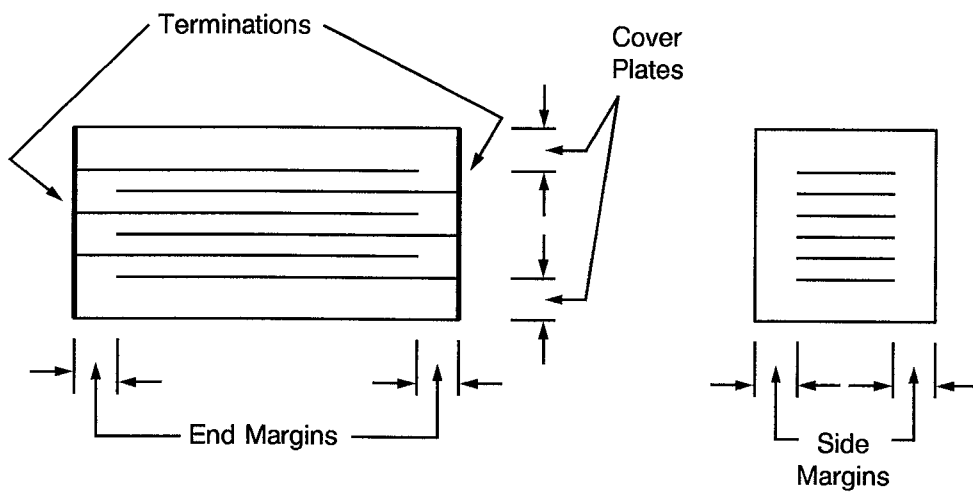 Terminations
Cover
Plates
End Margins
Side
Margins